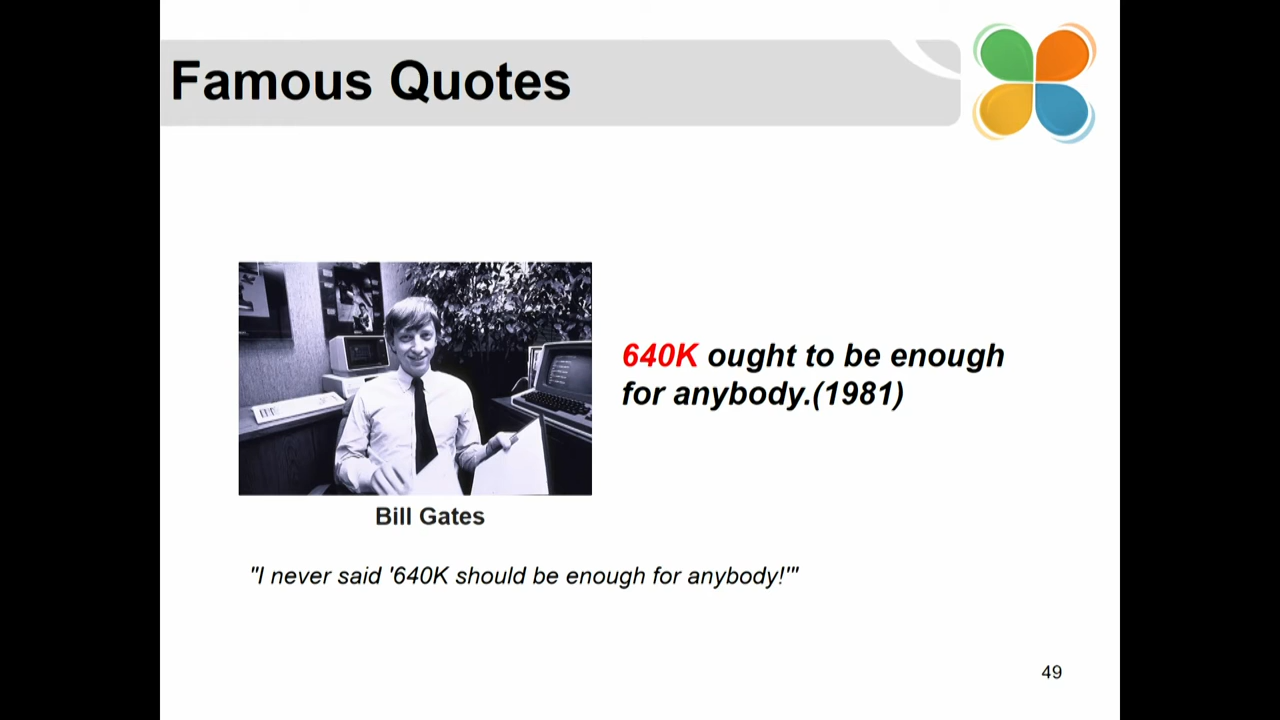 Famous Quotes
640K ought to be enough
for anybody.(1981)
Bill Gates
"I never said '640K should be enough for anybody!'"
49